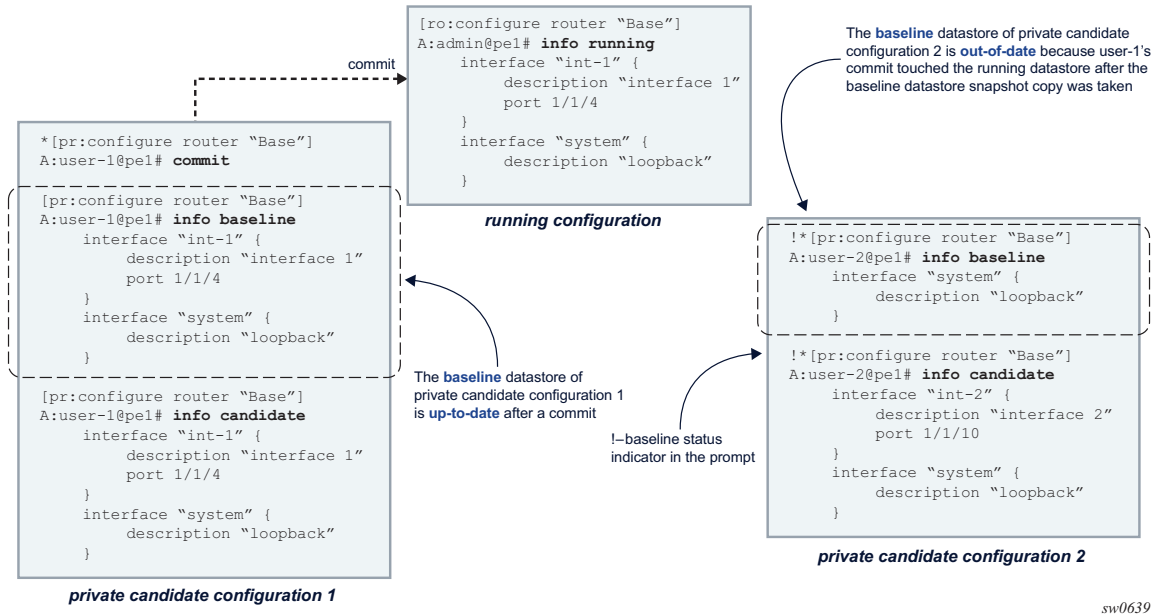 commit
[ro:configure router “Base”]
A:admin@pe1# info running
interface “int-1” {
description “interface 1”
port 1/1/4
}
interface “system” {
description “loopback”
}
running configuration
The baseline datastore of private candidate
configuration 2 is out-of-date because user-1’s
commit touched the running datastore after the
baseline datastore snapshot copy was taken
*[pr:configure router “Base”]
A:user-1@pe1# commit
[pr:configure router “Base”]
A:user-1@pe1# info baseline
interface “int-1” {
description “interface 1”
port 1/1/4
}
interface “system” {
description “loopback”
}
[pr:configure router “Base”]
A:user-1@pe1# info candidate
interface “int-1” {
description “interface 1”
port 1/1/4
}
interface “system” {
description “loopback”
}
private candidate configuration 1
The baseline datastore of
private candidate configuration 1
is up-to-date after a commit
!–baseline status
indicator in the prompt
!*[pr:configure router “Base”]
A:user-2@pe1# info baseline
interface “system” {
description “loopback”
}
!*[pr:configure router “Base”]
A:user-2@pe1# info candidate
interface “int-2” {
description “interface 2”
port 1/1/10
}
interface “system” {
description “loopback”
}
private candidate configuration 2
sw0639